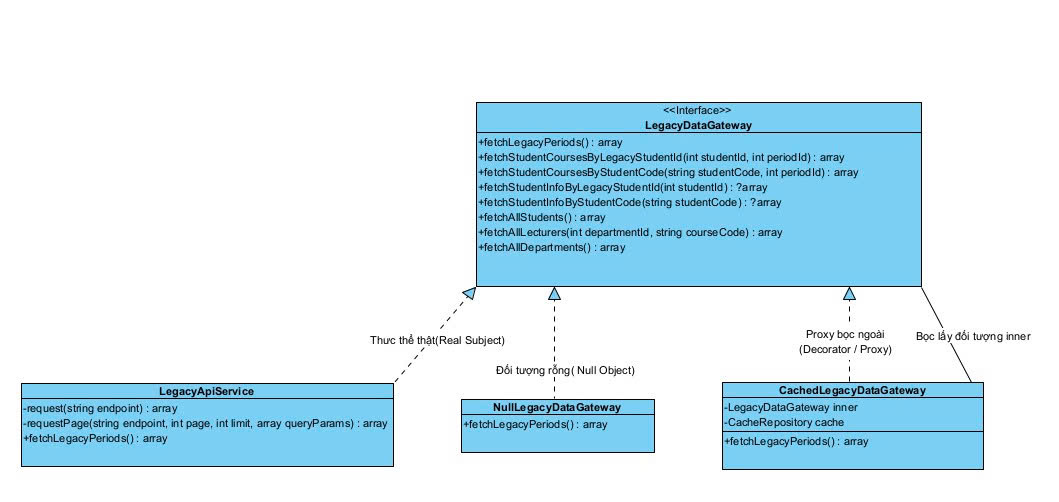 <<Interface>>
LegacyDataGateway
+fetchLegacyPeriods() : array
+fetchStudentCoursesByLegacyStudentId(int studentId, int periodId) : array
+fetchStudentCoursesByStudentCode(string studentCode, int periodId) : array
+fetchStudentInfoByLegacyStudentId(int studentId) : ?array
+fetchStudentInfoByStudentCode(string studentCode) : ?array
+fetchAllStudents() : array
+fetchAllLecturers(int departmentId, string courseCode) : array
+fetchAllDepartments() : array
Thưc thể thật(Real Subject)
Proxy bọc ngoài
(Decorator / Proxy)
Bọc lấy đối tượng inner
Đối tượng rỗng( Null Object)
LegacyApiService
-request(string endpoint) : array
-requestPage(string endpoint, int page, int limit, array queryParams) : array
+fetchLegacyPeriods() : array
NullLegacyDataGateway
+fetchLegacyPeriods() : array
CachedLegacyDataGateway
-LegacyDataGateway inner
-CacheRepository cache
+fetchLegacyPeriods() : array